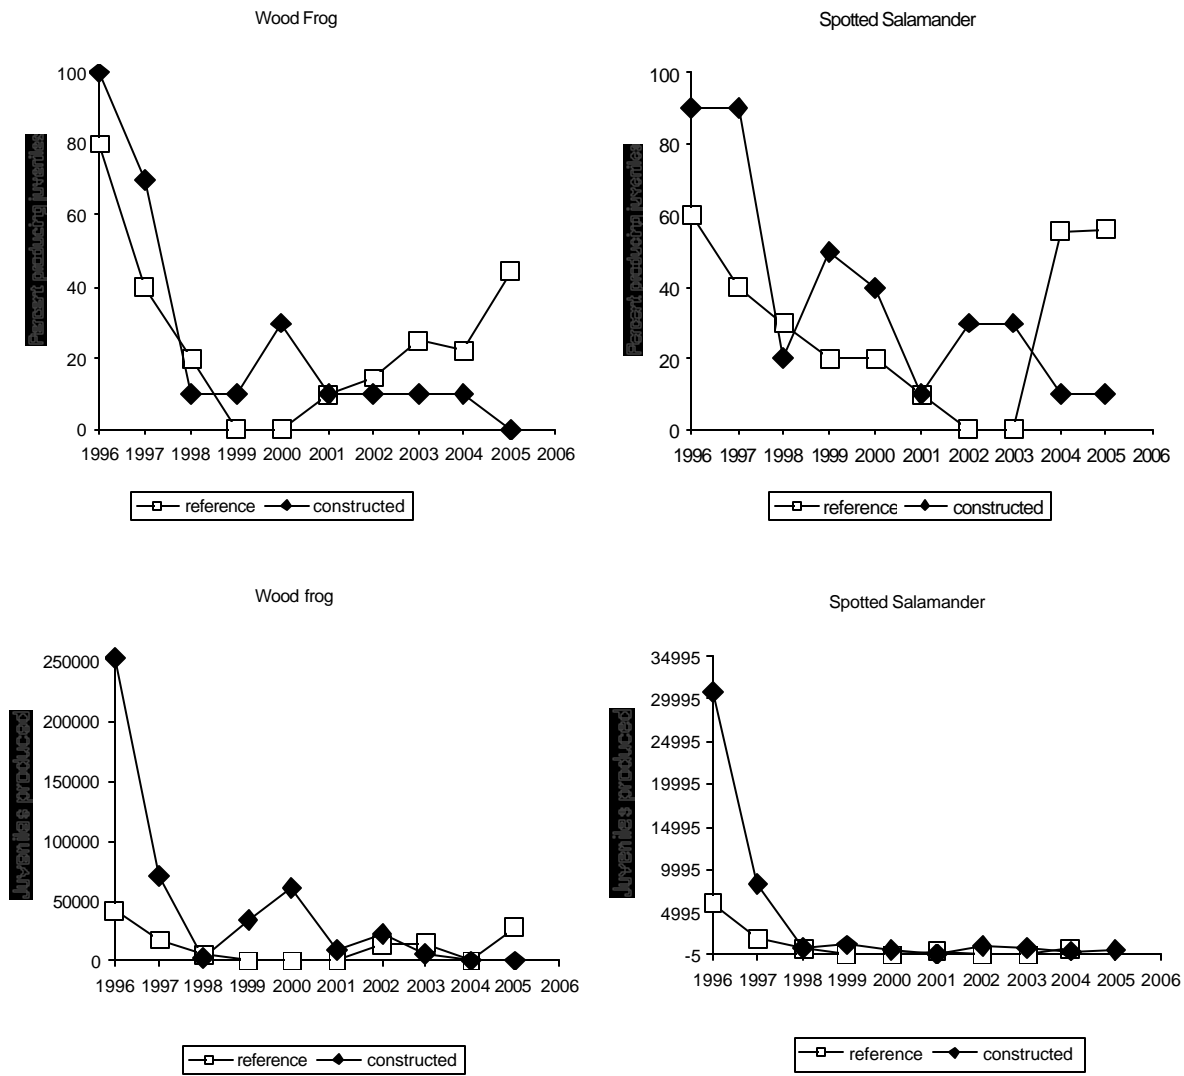 Wood Frog
Percent producing juveniles
100
80
60
40
20
0
1996 1997 1998 1999 2000 2001 2002 2003 2004 2005 2006
reference constructed
Spotted Salamander
Percent producing juveniles
100
80
60
40
20
0
1996 1997 1998 1999 2000 2001 2002 2003 2004 2005 2006
reference constructed
Wood frog
Juveniles produced
250000
200000
150000
100000
50000
0
1996 1997 1998 1999 2000 2001 2002 2003 2004 2005 2006
reference constructed
Spotted Salamander
Juveniles produced
34995
29995
24995
19995
14995
9995
4995
-5
1996 1997 1998 1999 2000 2001 2002 2003 2004 2005 2006
reference constructed